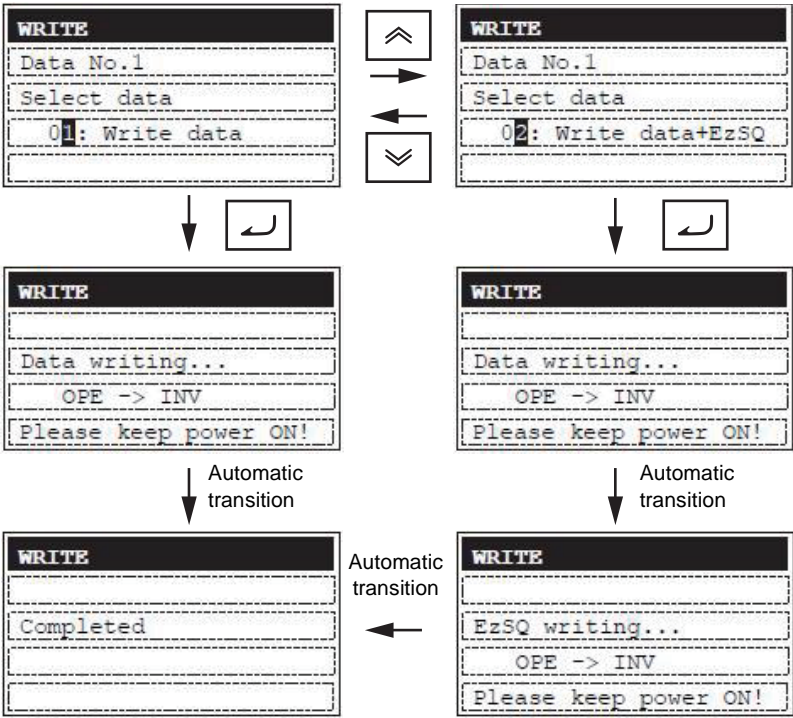 WRITE
Data No.1
Select data
01: Write data
WRITE
Data No.1
Select data
02: Write data+EzSQ
WRITE
Data writing...
OPE -> INV
Please keep power ON!
WRITE
Data writing...
OPE -> INV
Please keep power ON!
Automatic
transition
Automatic
transition
WRITE
Completed
Automatic
transition
WRITE
EzSQ writing...
OPE -> INV
Please keep power ON!